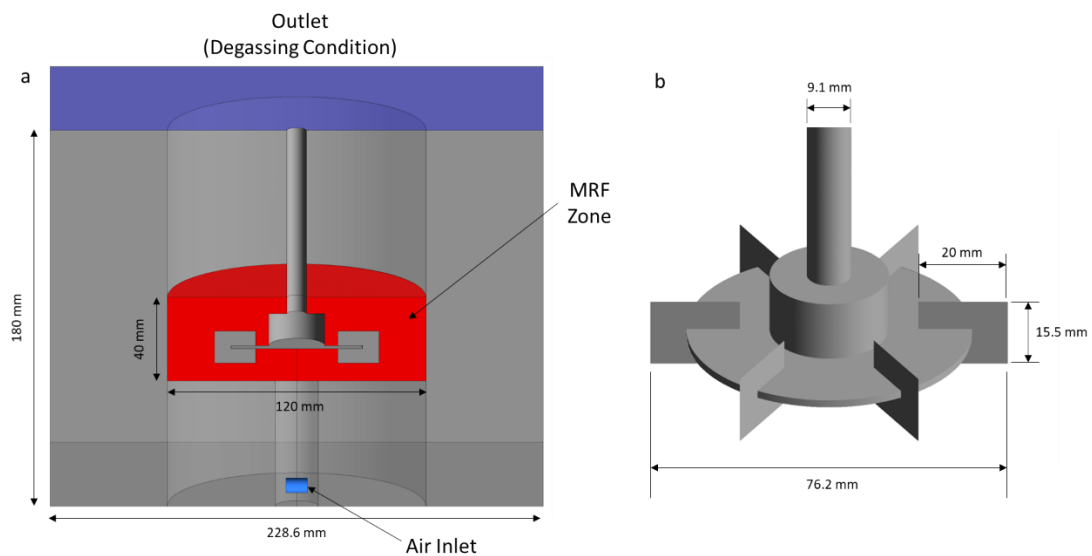 Outlet
(Degassing Condition)
a
180 mm
40 mm
120 mm
228.6 mm
MRF
Zone
Air Inlet
b
9.1 mm
20 mm
15.5 mm
76.2 mm